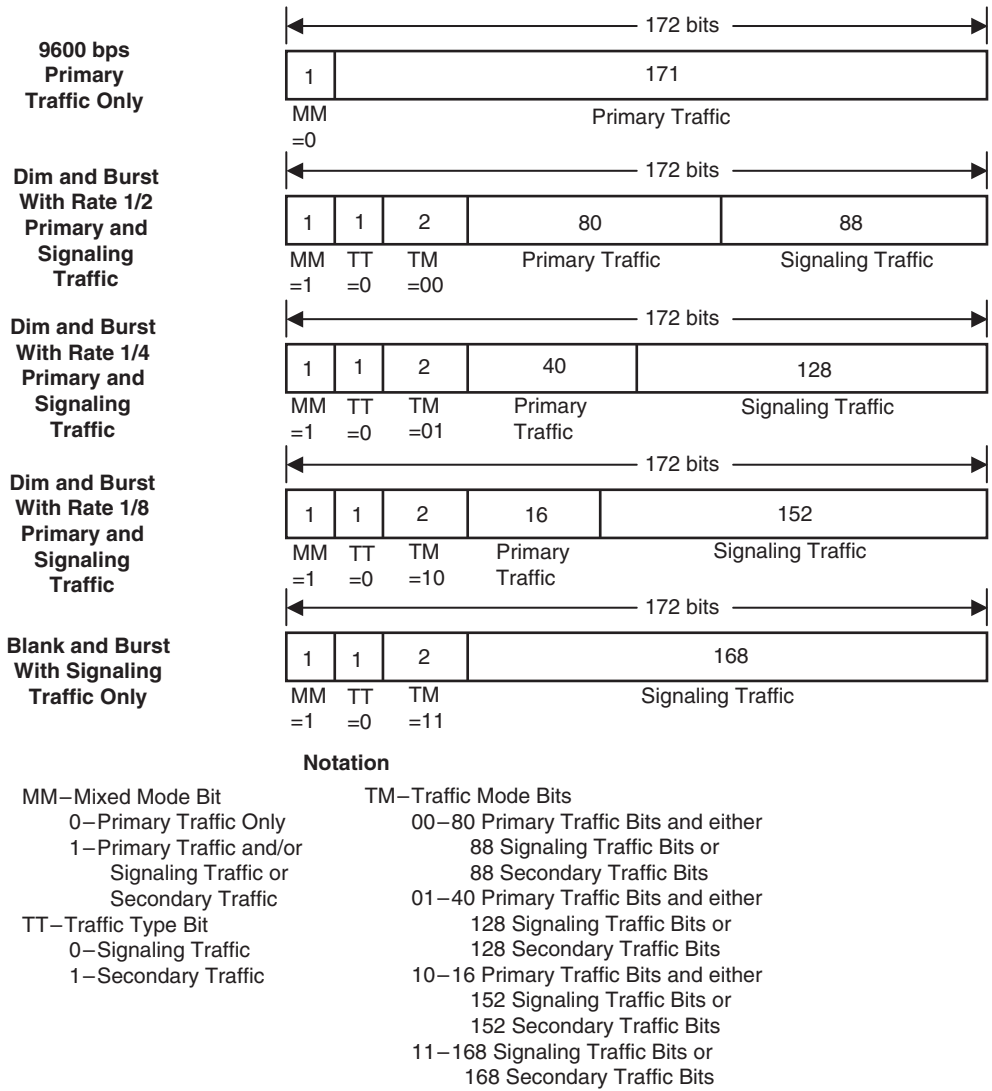 172 bits
9600 bps
Primary
Traffic Only
1
171
MM
=0
Primary Traffic
172 bits
Dim and Burst
With Rate 1/2
Primary and
Signaling
Traffic
1
1
2
80
88
MM
=1
TT
=0
TM
=00
Primary Traffic
Signaling Traffic
172 bits
Dim and Burst
With Rate 1/4
Primary and
Signaling
Traffic
1
1
2
40
128
MM
=1
TT
=0
TM
=01
Primary
Traffic
Signaling Traffic
172 bits
Dim and Burst
With Rate 1/8
Primary and
Signaling
Traffic
1
1
2
16
152
MM
=1
TT
=0
TM
=10
Primary
Traffic
Signaling Traffic
172 bits
Blank and Burst
With Signaling
Traffic Only
1
1
2
168
MM
=1
TT
=0
TM
=11
Signaling Traffic
Notation
MM–Mixed Mode Bit
0–Primary Traffic Only
1–Primary Traffic and/or
Signaling Traffic or
Secondary Traffic
TT–Traffic Type Bit
0–Signaling Traffic
1–Secondary Traffic
TM–Traffic Mode Bits
00–80 Primary Traffic Bits and either
88 Signaling Traffic Bits or
88 Secondary Traffic Bits
01–40 Primary Traffic Bits and either
128 Signaling Traffic Bits or
128 Secondary Traffic Bits
10–16 Primary Traffic Bits and either
152 Signaling Traffic Bits or
152 Secondary Traffic Bits
11–168 Signaling Traffic Bits or
168 Secondary Traffic Bits